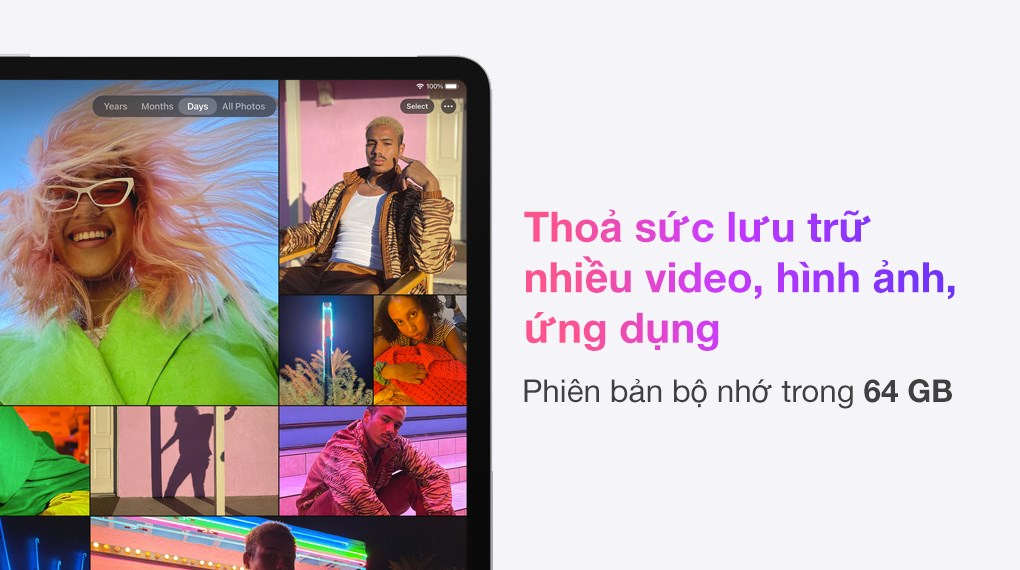 100%
Years Months Days All Photos
Select
Thoả sức lưu trữ
nhiều video, hình ảnh,
ứng dụng
Phiên bản bộ nhớ trong 64 GB